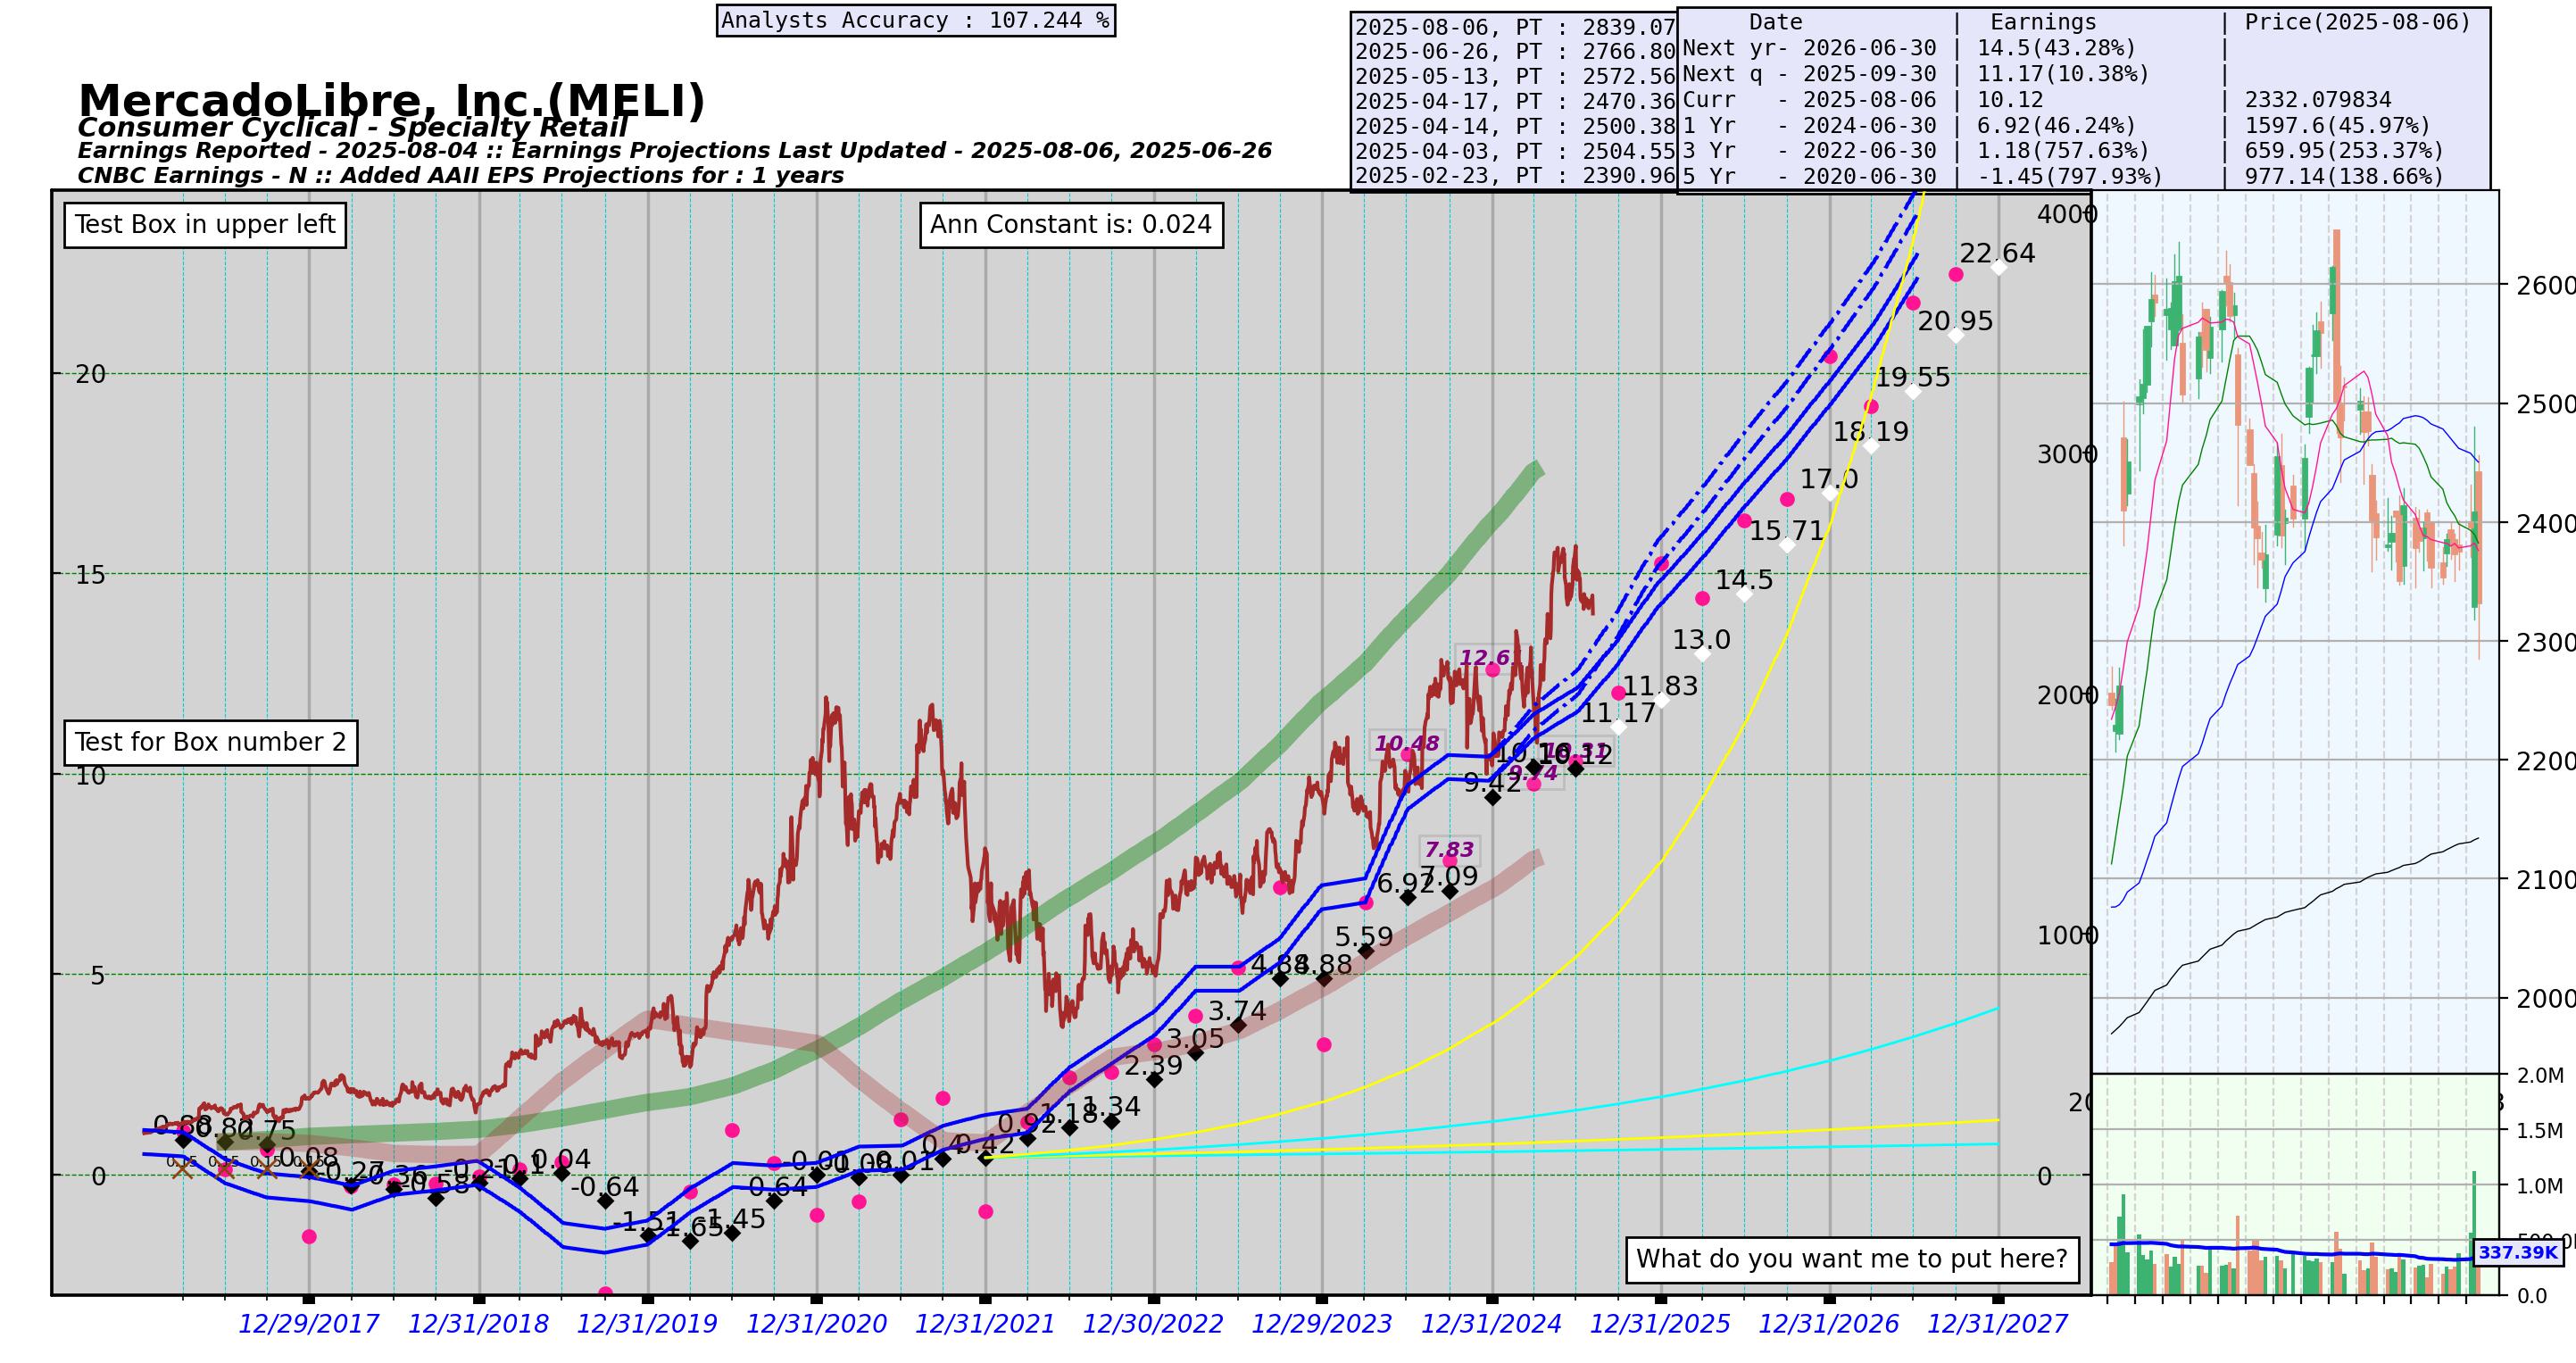 Analysts Accuracy : 107.244 %
2025-08-06, PT : 2839.07
2025-06-26, PT : 2766.80
2025-05-13, PT : 2572.56
2025-04-17, PT : 2470.36
2025-04-14, PT : 2500.38
2025-04-03, PT : 2504.55
2025-02-23, PT : 2390.96
Date | Earnings | Price(2025-08-06)
Next yr- 2026-06-30 | 14.5(43.28%) |
Next q - 2025-09-30 | 11.17(10.38%) |
Curr - 2025-08-06 | 10.12 | 2332.079834
1 Yr - 2024-06-30 | 6.92(46.24%) | 1597.6(45.97%)
3 Yr - 2022-06-30 | 1.18(757.63%) | 659.95(253.37%)
5 Yr - 2020-06-30 | -1.45(797.93%) | 977.14(138.66%)
MercadoLibre, Inc.(MELI)
Consumer Cyclical - Specialty Retail
Earnings Reported - 2025-08-04 :: Earnings Projections Last Updated - 2025-08-06, 2025-06-26
CNBC Earnings - N :: Added AAII EPS Projections for : 1 years
Test Box in upper left
Ann Constant is: 0.024
Test for Box number 2
What do you want me to put here?
20
15
10
5
0
4000
3000
2000
1000
0
22.64
20.95
19.55
18.19
17.0
15.71
14.5
13.0
11.83
11.17
10.12
9.42
7.09
6.92
5.59
4.88
3.74
3.05
2.39
1.34
1.18
0.92
0.42
-0.64
-1.45
0.04
0.75
10.48
7.83
9.74
2600
2500
2400
2300
2200
2100
2000
2.0M
1.5M
1.0M
0.0
337.39K
12/29/2017
12/31/2018
12/31/2019
12/31/2020
12/31/2021
12/30/2022
12/29/2023
12/31/2024
12/31/2025
12/31/2026
12/31/2027